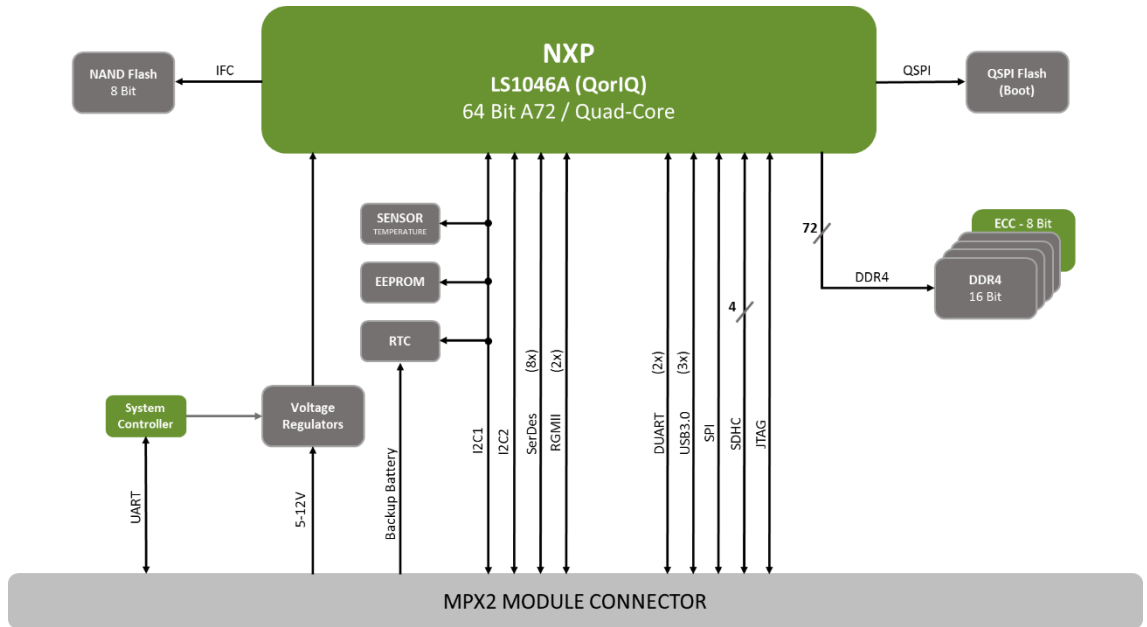 NXP
LS1046A (QorIQ)
64 Bit A72 / Quad-Core
NAND Flash
8 Bit
IFC
QSPI
QSPI Flash
(Boot)
SENSOR
TEMPERATURE
EEPROM
RTC
72
ECC - 8 Bit
DDR4
DDR4
16 Bit
4
System
Controller
Voltage
Regulators
UART
5-12V
Backup Battery
I2C1
I2C2
SerDes (8x)
RGMII (2x)
DUART (2x)
USB3.0 (3x)
SPI
SDHC
JTAG
MPX2 MODULE CONNECTOR